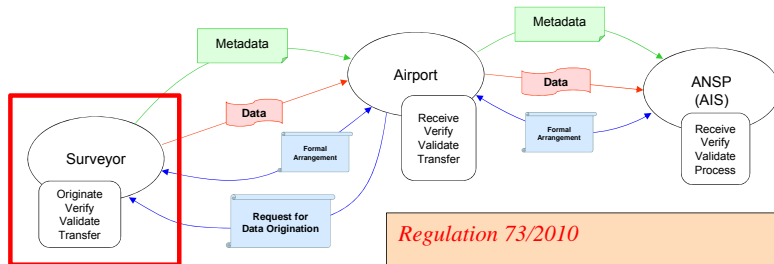 Metadata
Metadata
Airport
ANSP
(AIS)
Data
Data
Receive
Verify
Validate
Transfer
Formal
Arrangement
Formal
Arrangement
Receive
Verify
Validate
Process
Surveyor
Originate
Verify
Validate
Transfer
Request for
Data Origination
Regulation 73/2010